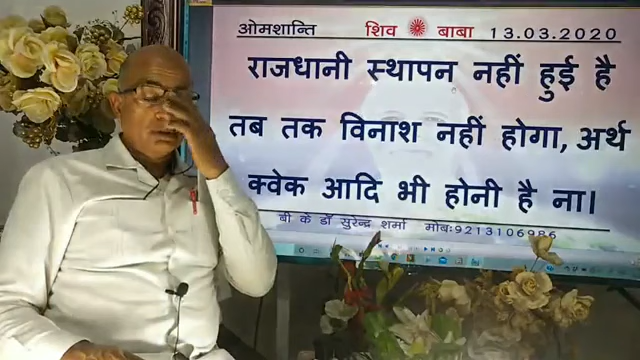 ओमशान्ति शिव बाबा 13.03.2020
राजधानी स्थापन नहीं हुई है
तब तक विनाश नहीं होगा, अर्थ
क्वेक आदि भी होनी है ना।
बी के डॉ सुरेन्द्र शर्मा मोबः9213106986